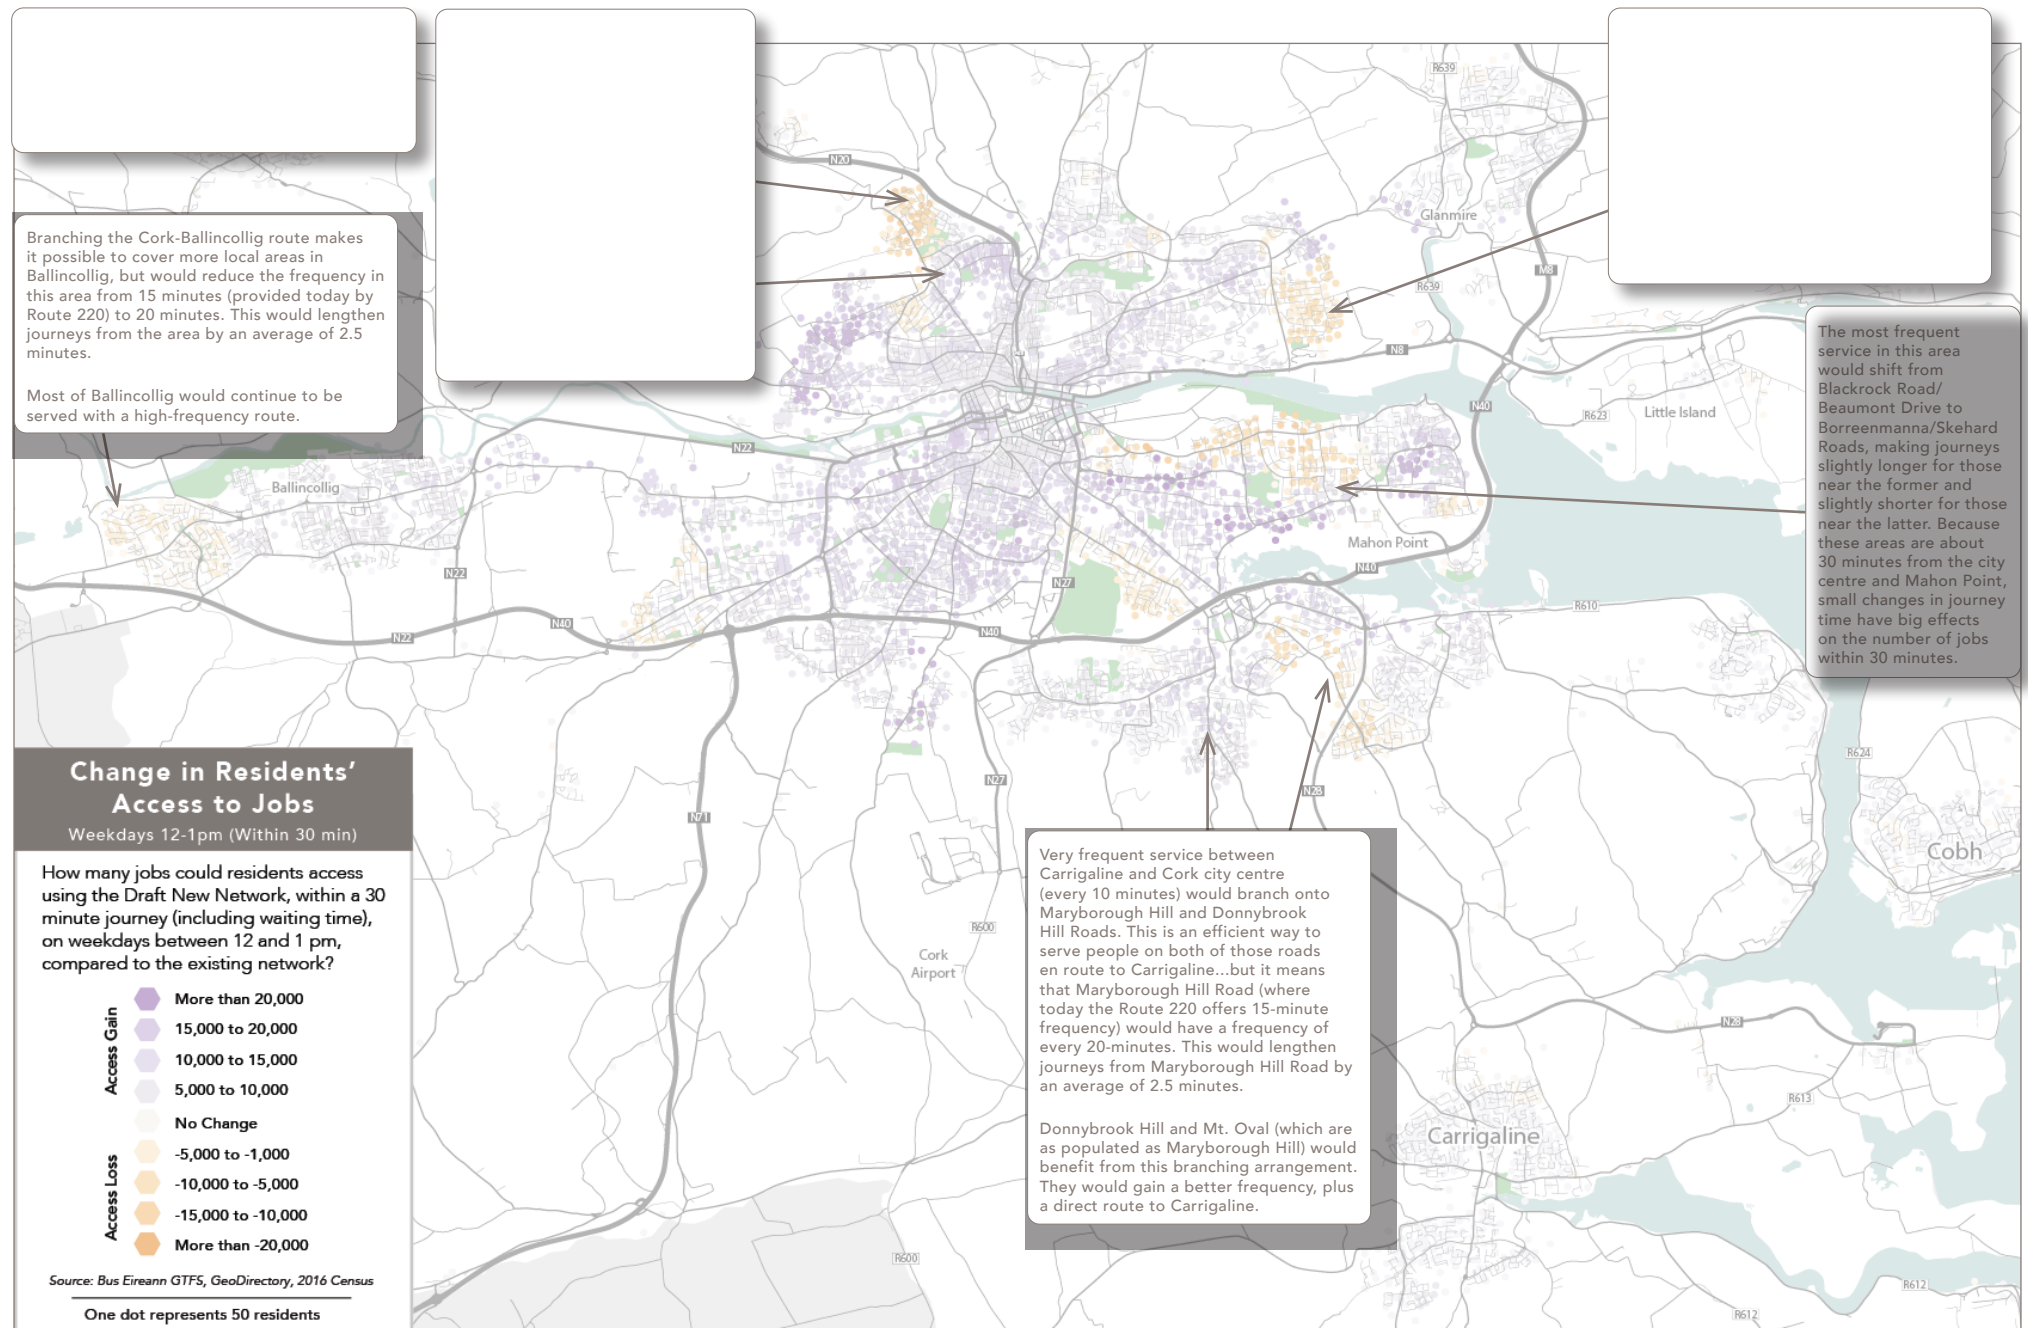 Branching the Cork-Ballincollig route makes
it possible to cover more local areas in
Ballincollig, but would reduce the frequency in
this area from 15 minutes (provided today by
Route 220) to 20 minutes. This would lengthen
journeys from the area by an average of 2.5
minutes.
Most of Ballincollig would continue to be
served with a high-frequency route.
R639
N20
Glanmire
M8
R639
N8
The most frequent
service in this area
would shift from
Blackrock Road/
Beaumont Drive to
Borreenmanna/Skehard
Roads, making journeys
slightly longer for those
near the former and
slightly shorter for those
near the latter. Because
these areas are about
30 minutes from the city
centre and Mahon Point,
small changes in journey
time have big effects
on the number of jobs
within 30 minutes.
N40
R623
Little Island
N22
Ballincollig
Mahon Point
N40
N22
N27
R610
N40
N22
N40
R624
N27
N28
N71
Cobh
Change in Residents'
Access to Jobs
Weekdays 12-1pm (Within 30 min)
How many jobs could residents access
using the Draft New Network, within a 30
minute journey (including waiting time),
on weekdays between 12 and 1 pm,
compared to the existing network?
Access Gain
More than 20,000
15,000 to 20,000
10,000 to 15,000
5,000 to 10,000
No Change
Access Loss
-5,000 to -1,000
-10,000 to -5,000
-15,000 to -10,000
More than -20,000
Source: Bus Eireann GTFS, GeoDirectory, 2016 Census
One dot represents 50 residents
Very frequent service between
Carrigaline and Cork city centre
(every 10 minutes) would branch onto
Maryborough Hill and Donnybrook
Hill Roads. This is an efficient way to
serve people on both of those roads
en route to Carrigaline...but it means
that Maryborough Hill Road (where
today the Route 220 offers 15-minute
frequency) would have a frequency of
every 20-minutes. This would lengthen
journeys from Maryborough Hill Road by
an average of 2.5 minutes.
Donnybrook Hill and Mt. Oval (which are
as populated as Maryborough Hill) would
benefit from this branching arrangement.
They would gain a better frequency, plus
a direct route to Carrigaline.
R600
Cork
Airport
N28
R613
Carrigaline
R600
R612
R612